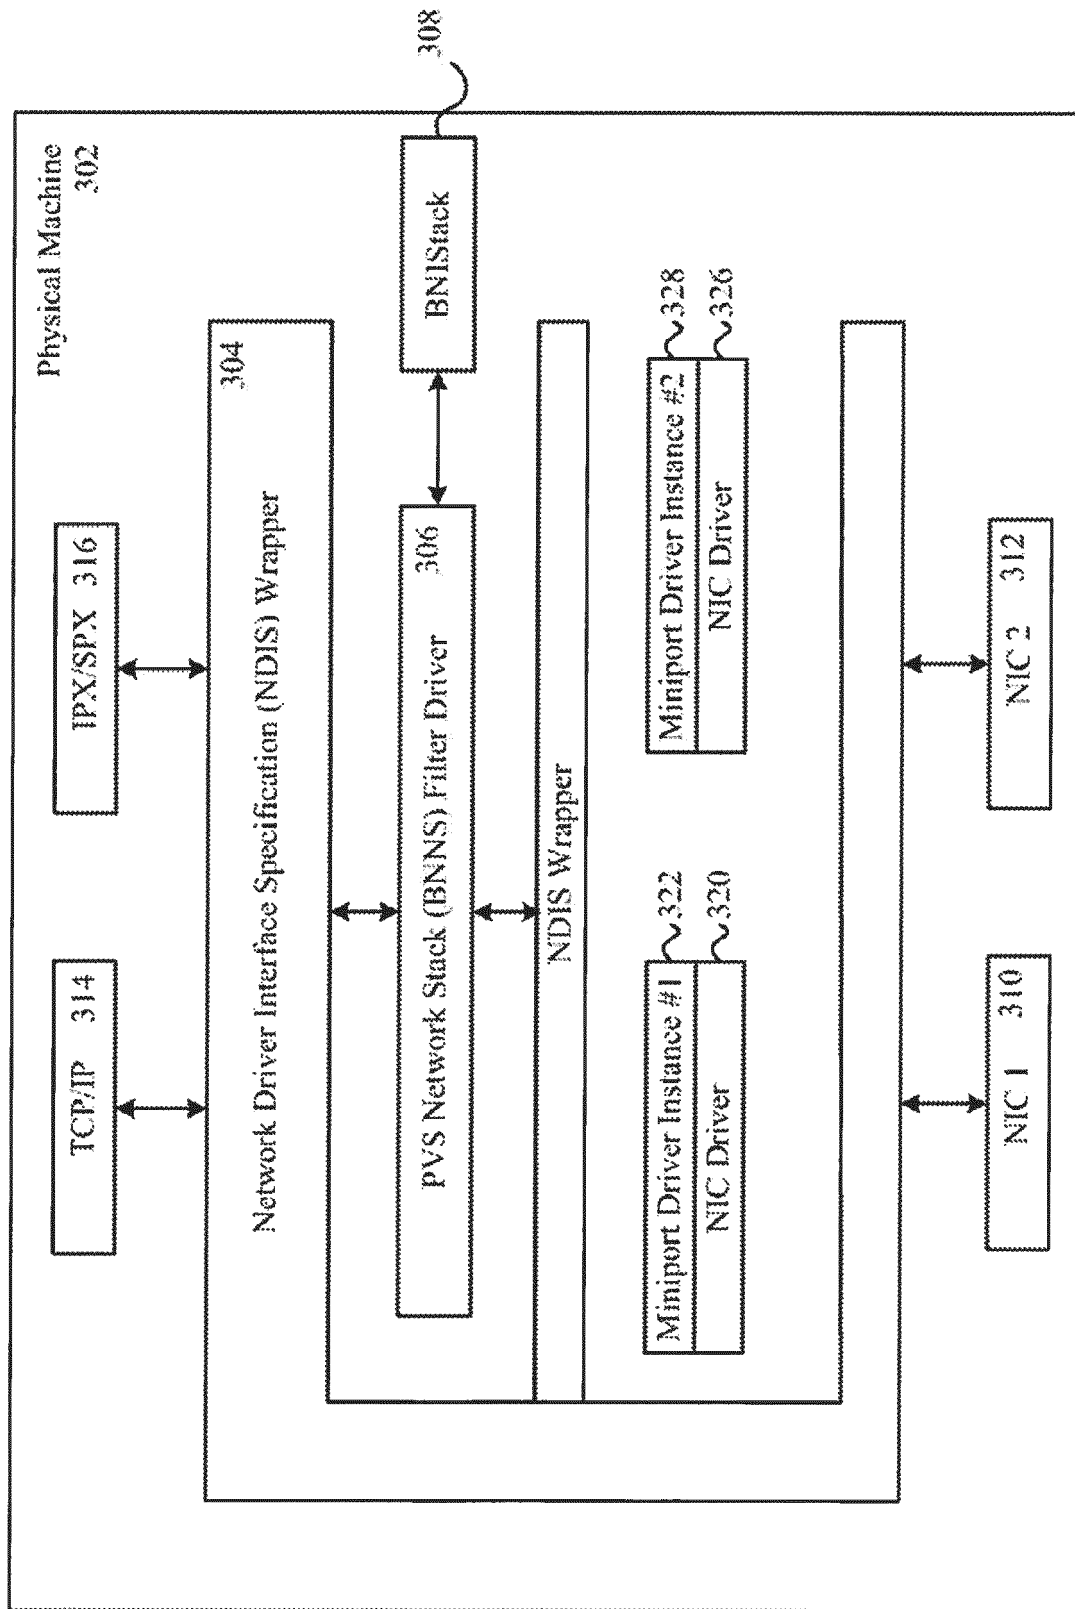 Physical Machine
302
TCP/IP 314
IPX/SPX 316
Network Driver Interface Specification (NDIS) Wrapper
304
PVS Network Stack (BNNS) Filter Driver 306
BNIStack
308
NDIS Wrapper
Miniport Driver Instance #1
322
NIC Driver
320
Miniport Driver Instance #2
328
NIC Driver
326
NIC 1 310
NIC 2 312